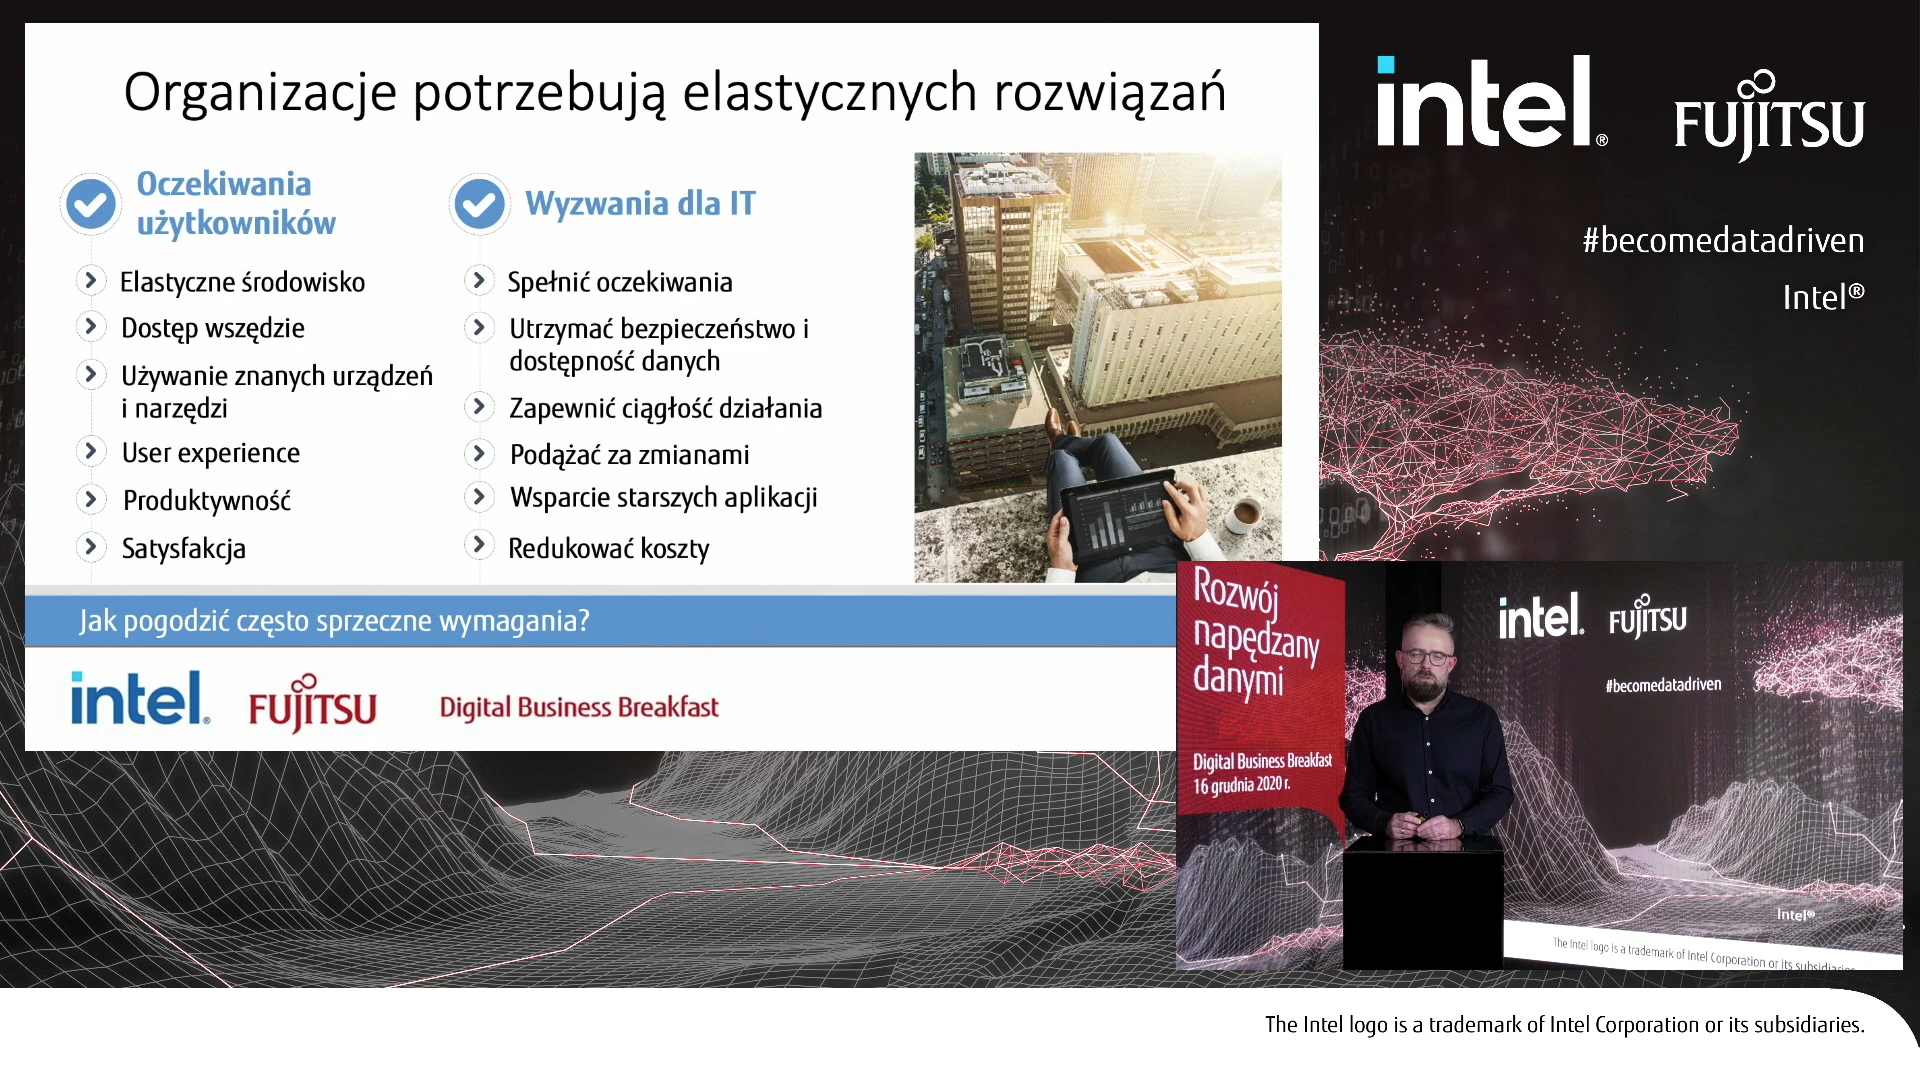 Organizacje potrzebują elastycznych rozwiązań
Oczekiwania
użytkowników
Elastyczne środowisko
Dostęp wszędzie
Używanie znanych urządzeń
i narzędzi
User experience
Produktywność
Satysfakcja
Wyzwania dla IT
Spełnić oczekiwania
Utrzymać bezpieczeństwo i
dostępność danych
Zapewnić ciągłość działania
Podążać za zmianami
Wsparcie starszych aplikacji
Redukować koszty
Jak pogodzić często sprzeczne wymagania?
intel® FUJITSU Digital Business Breakfast
intel® FUJITSU
#becomedatadriven
Intel®
Rozwój
napędzany
danymi
Digital Business Breakfast
16 grudnia 2020 r.
intel® FUJITSU
#becomedatadriven
Intel®
The Intel logo is a trademark of Intel Corporation or its subsidiaries.
The Intel logo is a trademark of Intel Corporation or its subsidiaries.